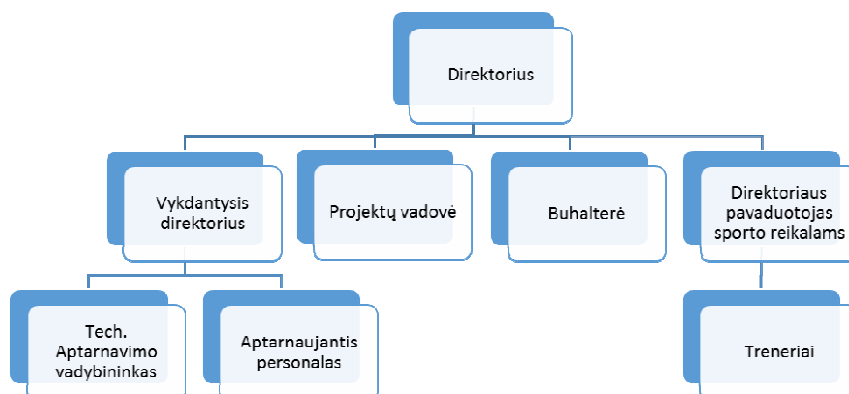 Direktorius
Vykdantysis
direktorius
Projektų vadovė
Buhalterė
Direktoriaus
pavaduotojas
sporto reikalams
Tech.
Aptarnavimo
vadybininkas
Aptarnaujantis
personalas
Treneriai